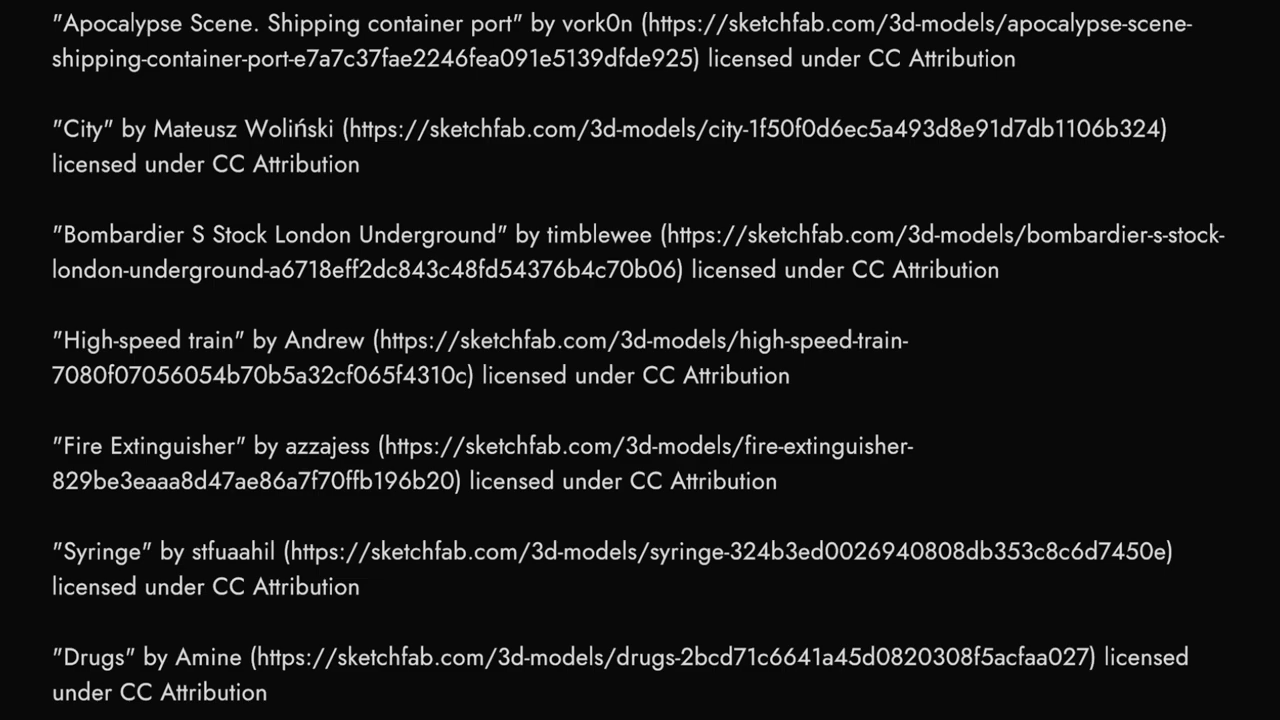 "Apocalypse Scene. Shipping container port" by vork0n (https://sketchfab.com/3d-models/apocalypse-scene-
shipping-container-port-e7a7c37fae2246fea091e5139dfde925) licensed under CC Attribution
"City" by Mateusz Woliński (https://sketchfab.com/3d-models/city-1f50f0d6ec5a493d8e91d7db1106b324)
licensed under CC Attribution
"Bombardier S Stock London Underground" by timblewee (https://sketchfab.com/3d-models/bombardier-s-stock-
london-underground-a6718eff2dc843c48fd54376b4c70b06) licensed under CC Attribution
"High-speed train" by Andrew (https://sketchfab.com/3d-models/high-speed-train-
7080f07056054b70b5a32cf065f4310c) licensed under CC Attribution
"Fire Extinguisher" by azzajess (https://sketchfab.com/3d-models/fire-extinguisher-
829be3eaaa8d47ae86a7f70ffb196b20) licensed under CC Attribution
"Syringe" by stfuaahil (https://sketchfab.com/3d-models/syringe-324b3ed0026940808db353c8c6d7450e)
licensed under CC Attribution
"Drugs" by Amine (https://sketchfab.com/3d-models/drugs-2bcd71c6641a45d0820308f5acfaa027) licensed
under CC Attribution